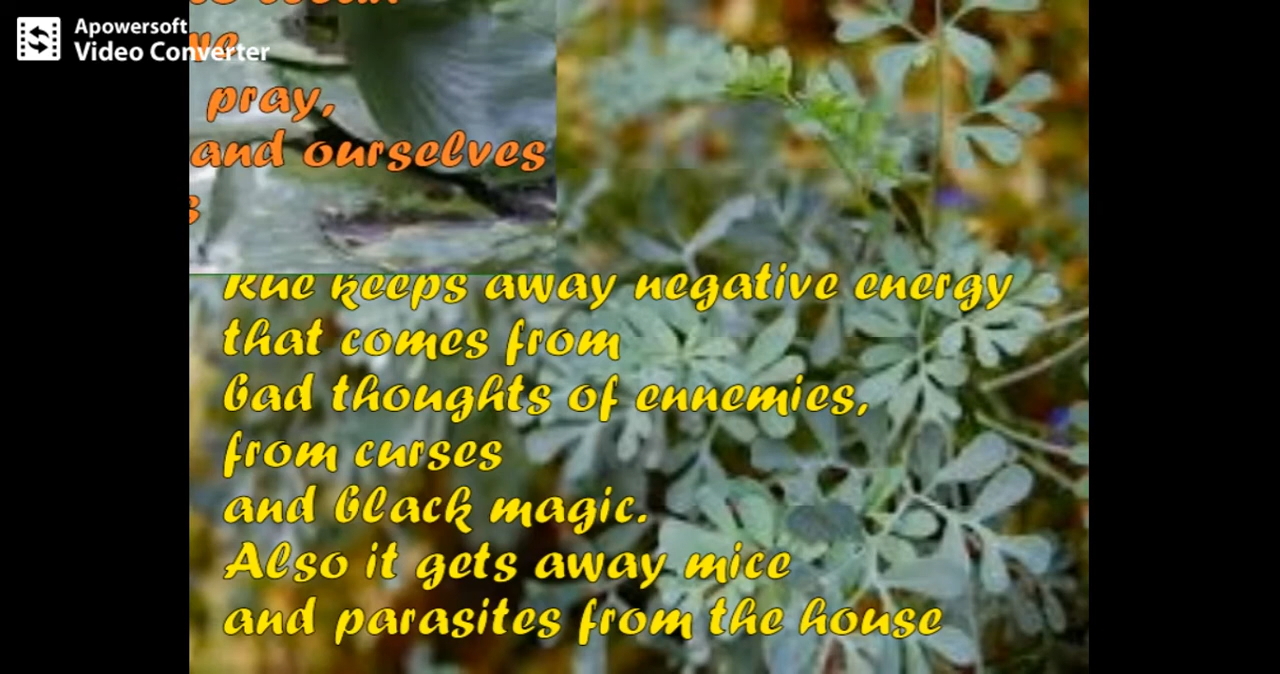 Apowersoft
Video Converter
pray,
and ourselves
Rue keeps away negative energy
that comes from
bad thoughts of ennemies,
from curses
and black magic.
Also it gets away mice
and parasites from the house